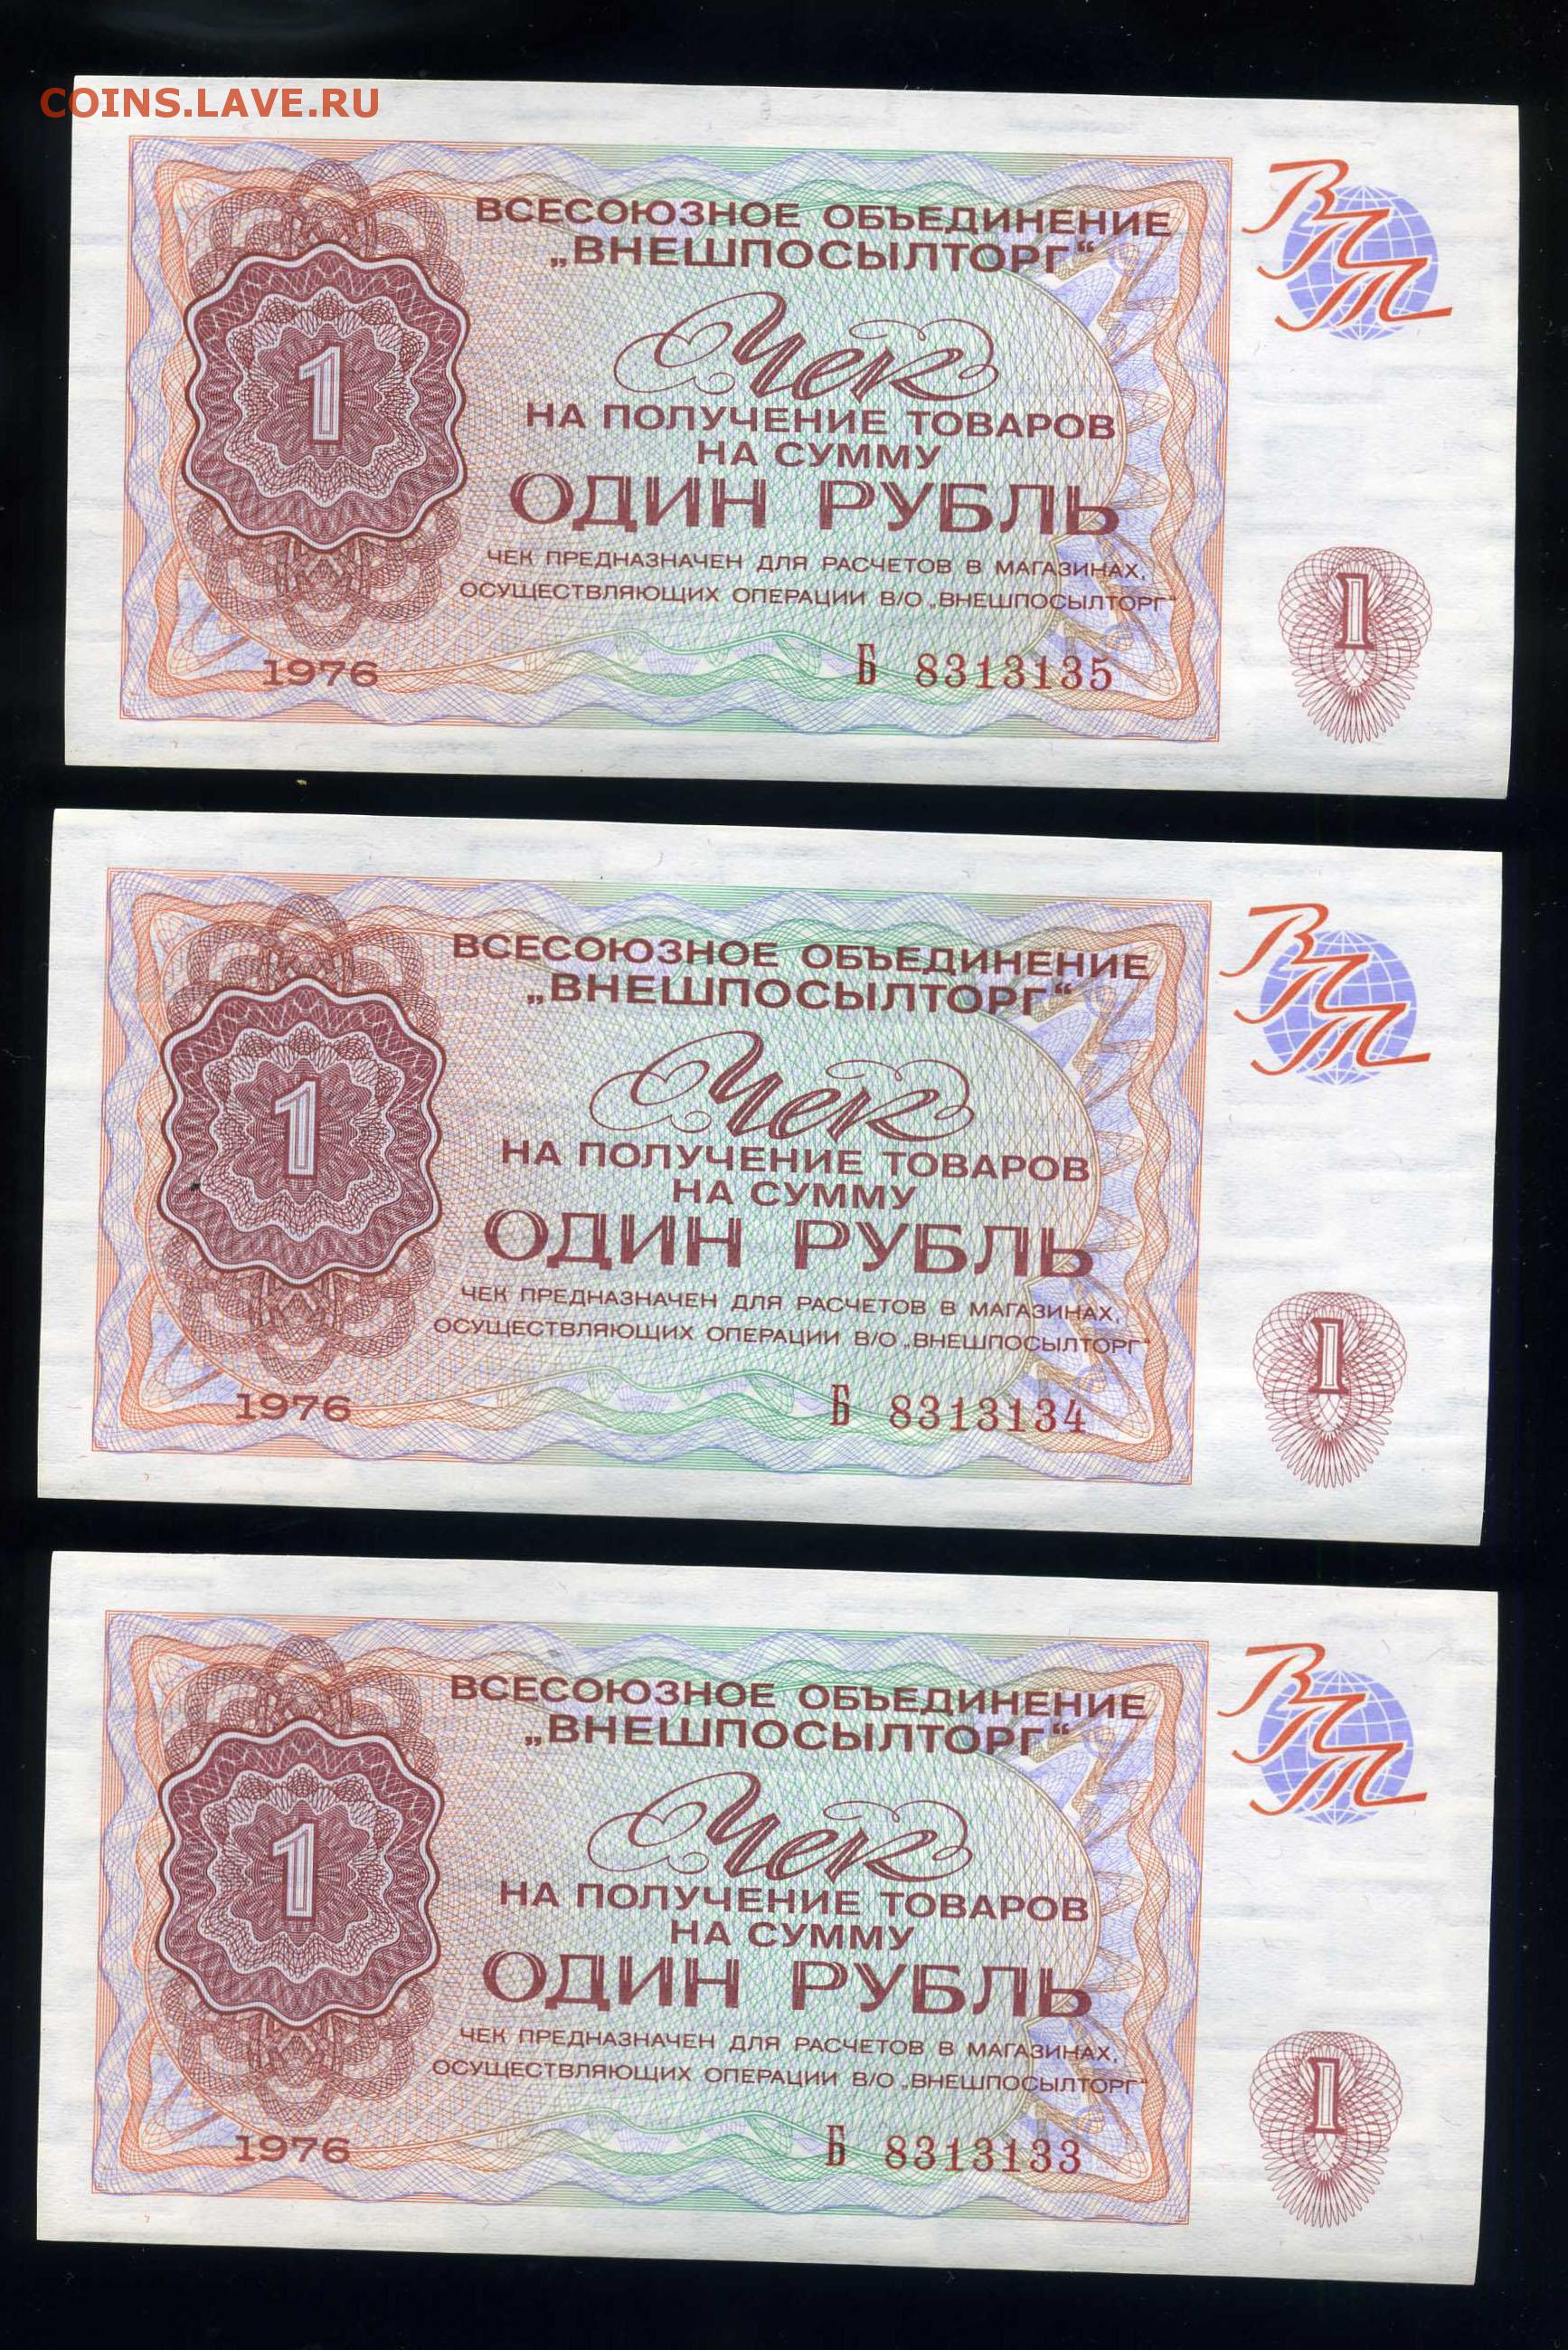 COINS.LAVE.RU
ВСЕСОЮЗНОЕ ОБЪЕДИНЕНИЕ
„ВНЕШПОСЫЛТОРГ“
ВПТ
1
Чек
НА ПОЛУЧЕНИЕ ТОВАРОВ
НА СУММУ
ОДИН РУБЛЬ
ЧЕК ПРЕДНАЗНАЧЕН ДЛЯ РАСЧЕТОВ В МАГАЗИНАХ,
ОСУЩЕСТВЛЯЮЩИХ ОПЕРАЦИИ В/О „ВНЕШПОСЫЛТОРГ“
1
1976 Б 8313135
ВСЕСОЮЗНОЕ ОБЪЕДИНЕНИЕ
„ВНЕШПОСЫЛТОРГ“
ВПТ
1
Чек
НА ПОЛУЧЕНИЕ ТОВАРОВ
НА СУММУ
ОДИН РУБЛЬ
ЧЕК ПРЕДНАЗНАЧЕН ДЛЯ РАСЧЕТОВ В МАГАЗИНАХ,
ОСУЩЕСТВЛЯЮЩИХ ОПЕРАЦИИ В/О „ВНЕШПОСЫЛТОРГ“
1
1976 Б 8313134
ВСЕСОЮЗНОЕ ОБЪЕДИНЕНИЕ
„ВНЕШПОСЫЛТОРГ“
ВПТ
1
Чек
НА ПОЛУЧЕНИЕ ТОВАРОВ
НА СУММУ
ОДИН РУБЛЬ
ЧЕК ПРЕДНАЗНАЧЕН ДЛЯ РАСЧЕТОВ В МАГАЗИНАХ,
ОСУЩЕСТВЛЯЮЩИХ ОПЕРАЦИИ В/О „ВНЕШПОСЫЛТОРГ“
1
1976 Б 8313133